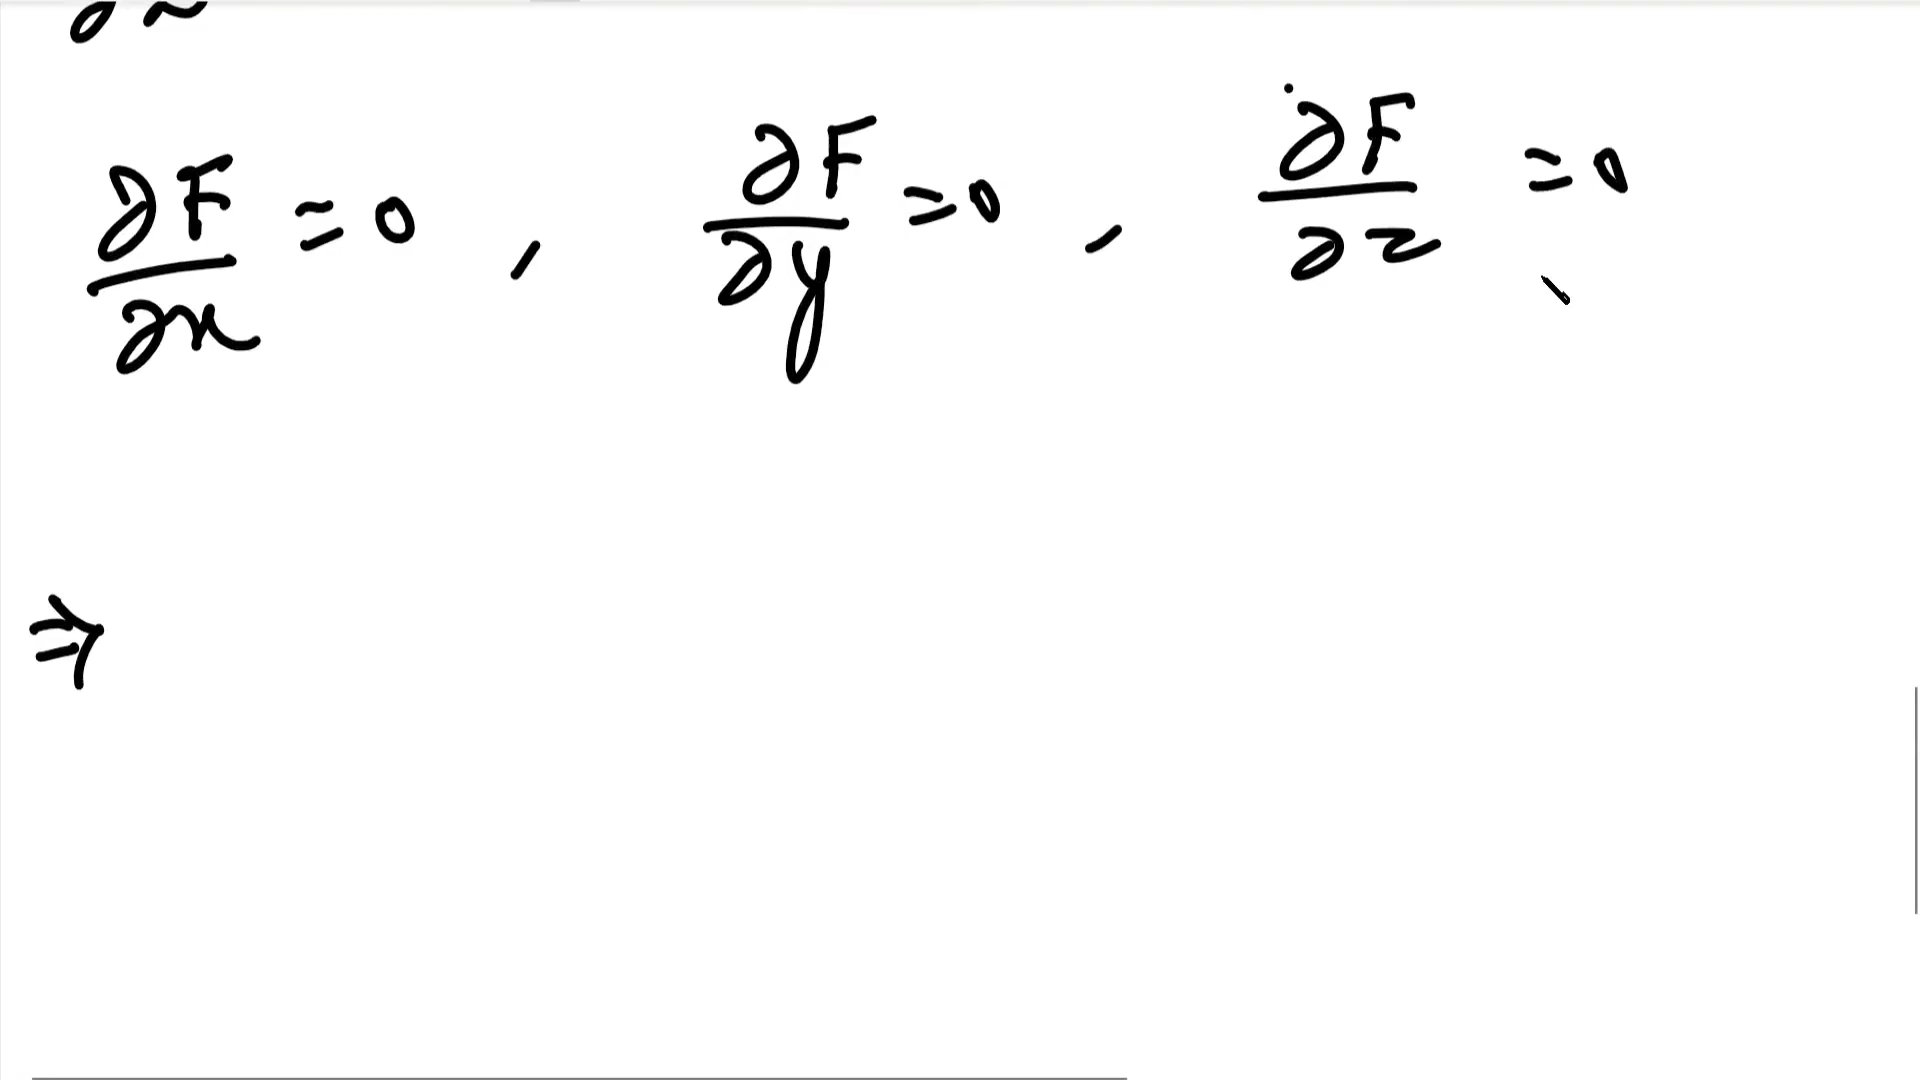 ∂F/∂x = 0 , ∂F/∂y = 0 , ∂F/∂z = 0
⇒